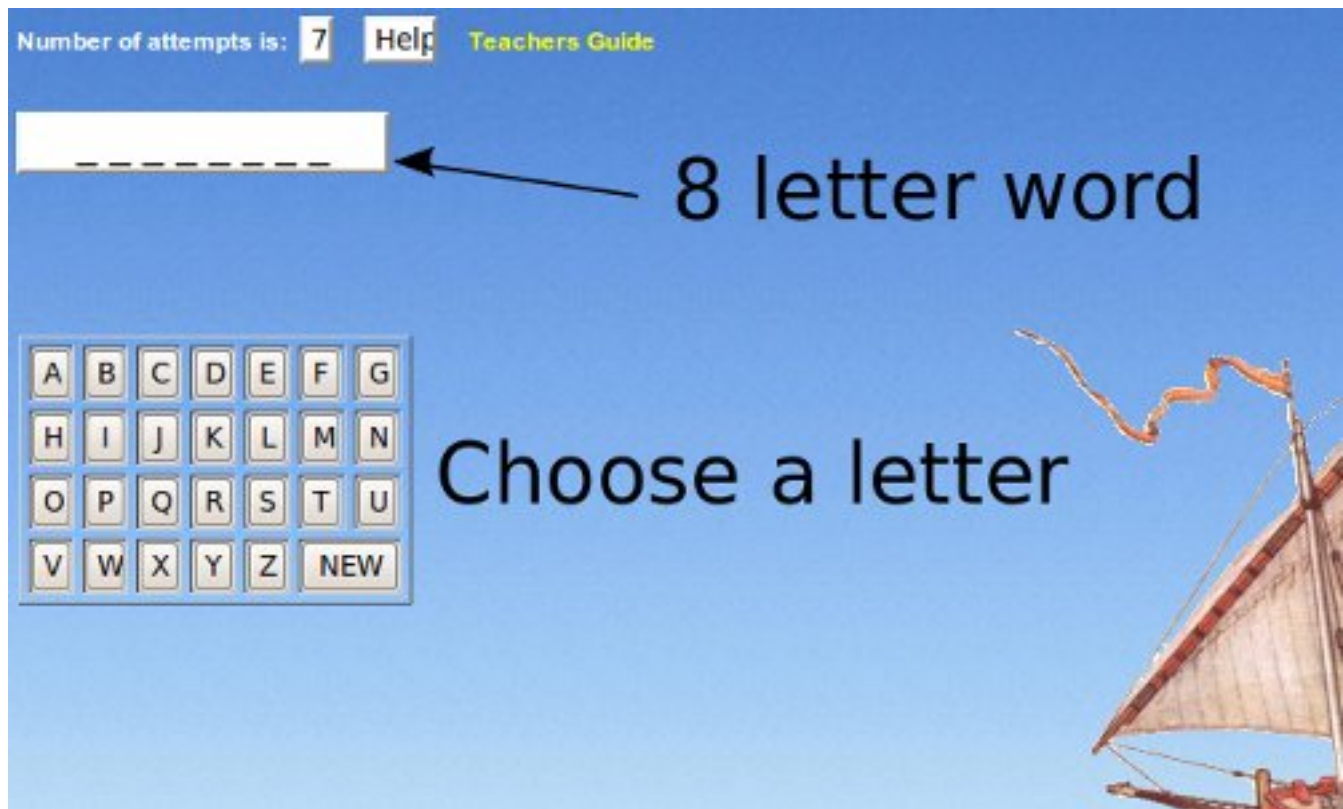 Number of attempts is: 7 Help Teachers Guide
_ _ _ _ _ _ _ _
8 letter word
A B C D E F G
H I J K L M N
Choose a letter
O P Q R S T U
V W X Y Z NEW